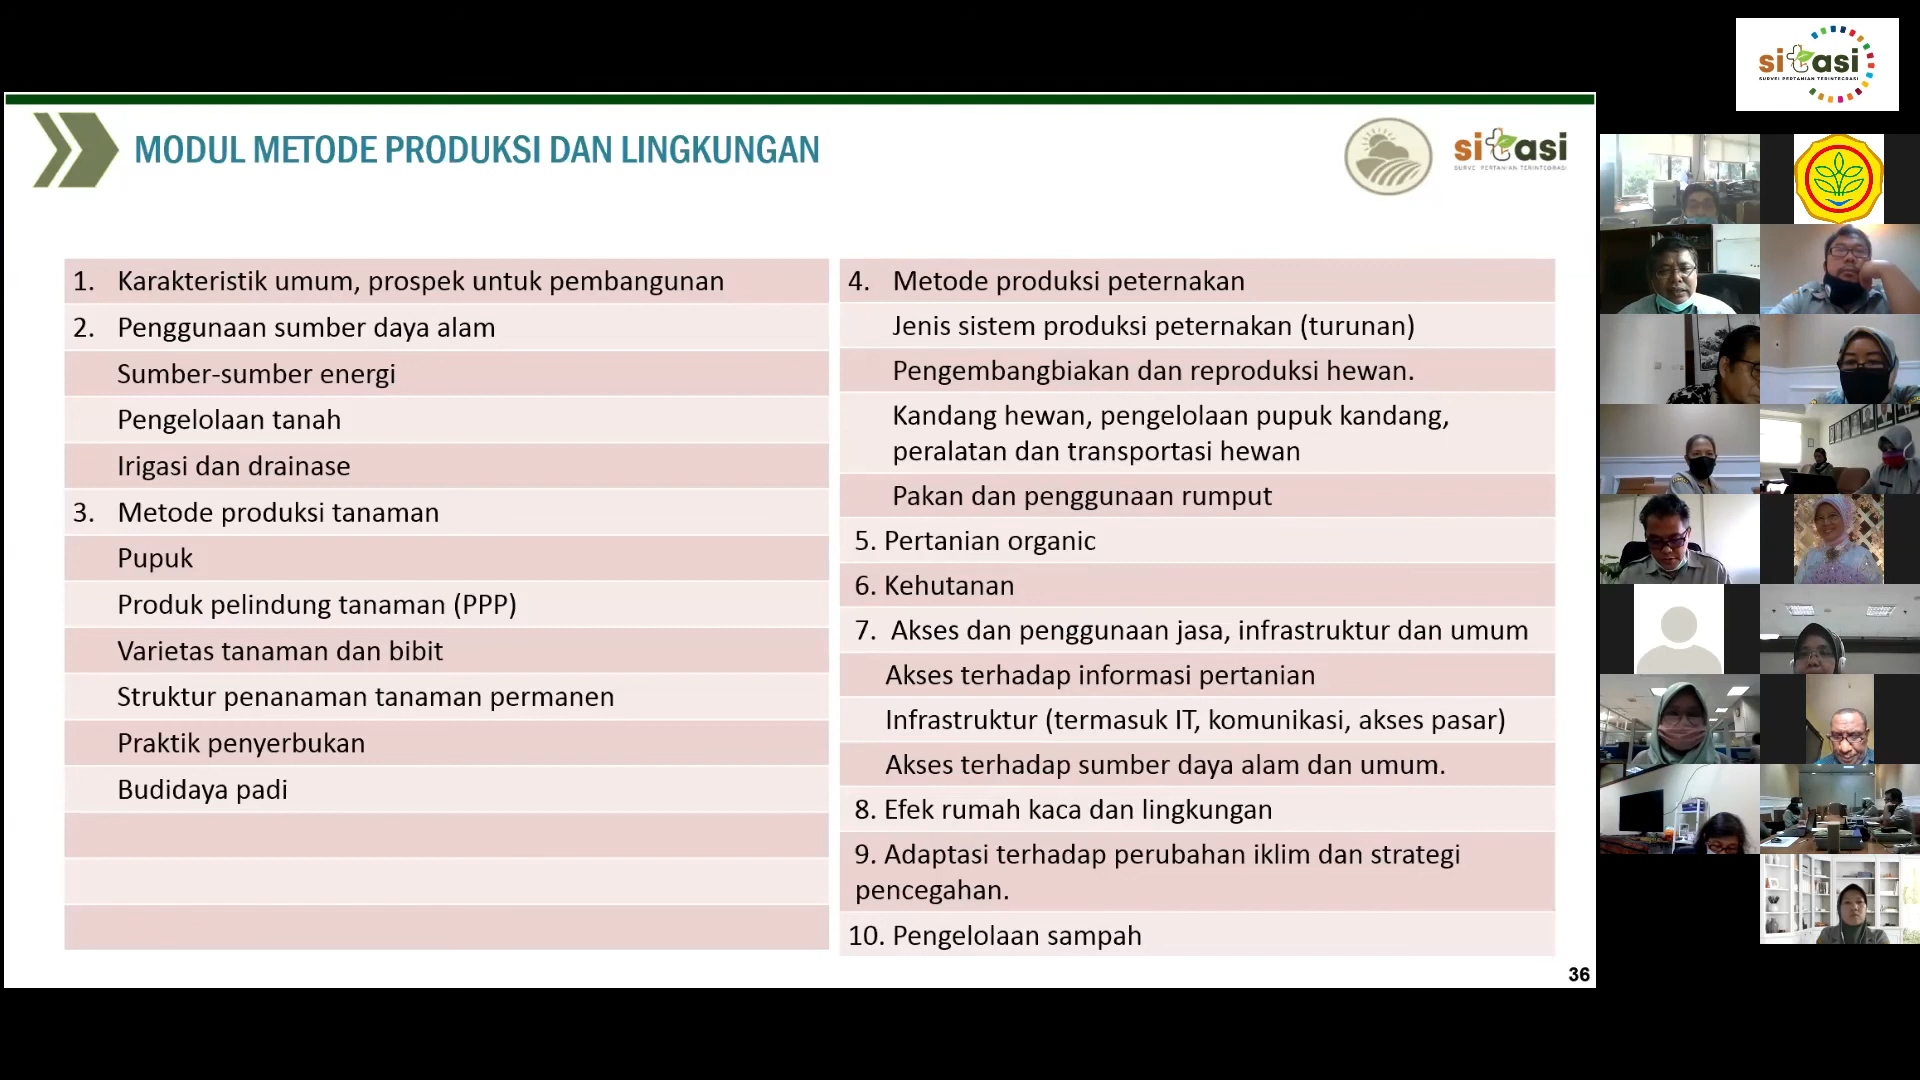 sitasi
SURVEI PERTANIAN TERINTEGRASI
MODUL METODE PRODUKSI DAN LINGKUNGAN
sitasi
SURVEI PERTANIAN TERINTEGRASI
1. Karakteristik umum, prospek untuk pembangunan
2. Penggunaan sumber daya alam
Sumber-sumber energi
Pengelolaan tanah
Irigasi dan drainase
3. Metode produksi tanaman
Pupuk
Produk pelindung tanaman (PPP)
Varietas tanaman dan bibit
Struktur penanaman tanaman permanen
Praktik penyerbukan
Budidaya padi
4. Metode produksi peternakan
Jenis sistem produksi peternakan (turunan)
Pengembangbiakan dan reproduksi hewan.
Kandang hewan, pengelolaan pupuk kandang,
peralatan dan transportasi hewan
Pakan dan penggunaan rumput
5. Pertanian organic
6. Kehutanan
7. Akses dan penggunaan jasa, infrastruktur dan umum
Akses terhadap informasi pertanian
Infrastruktur (termasuk IT, komunikasi, akses pasar)
Akses terhadap sumber daya alam dan umum.
8. Efek rumah kaca dan lingkungan
9. Adaptasi terhadap perubahan iklim dan strategi
pencegahan.
10. Pengelolaan sampah
36